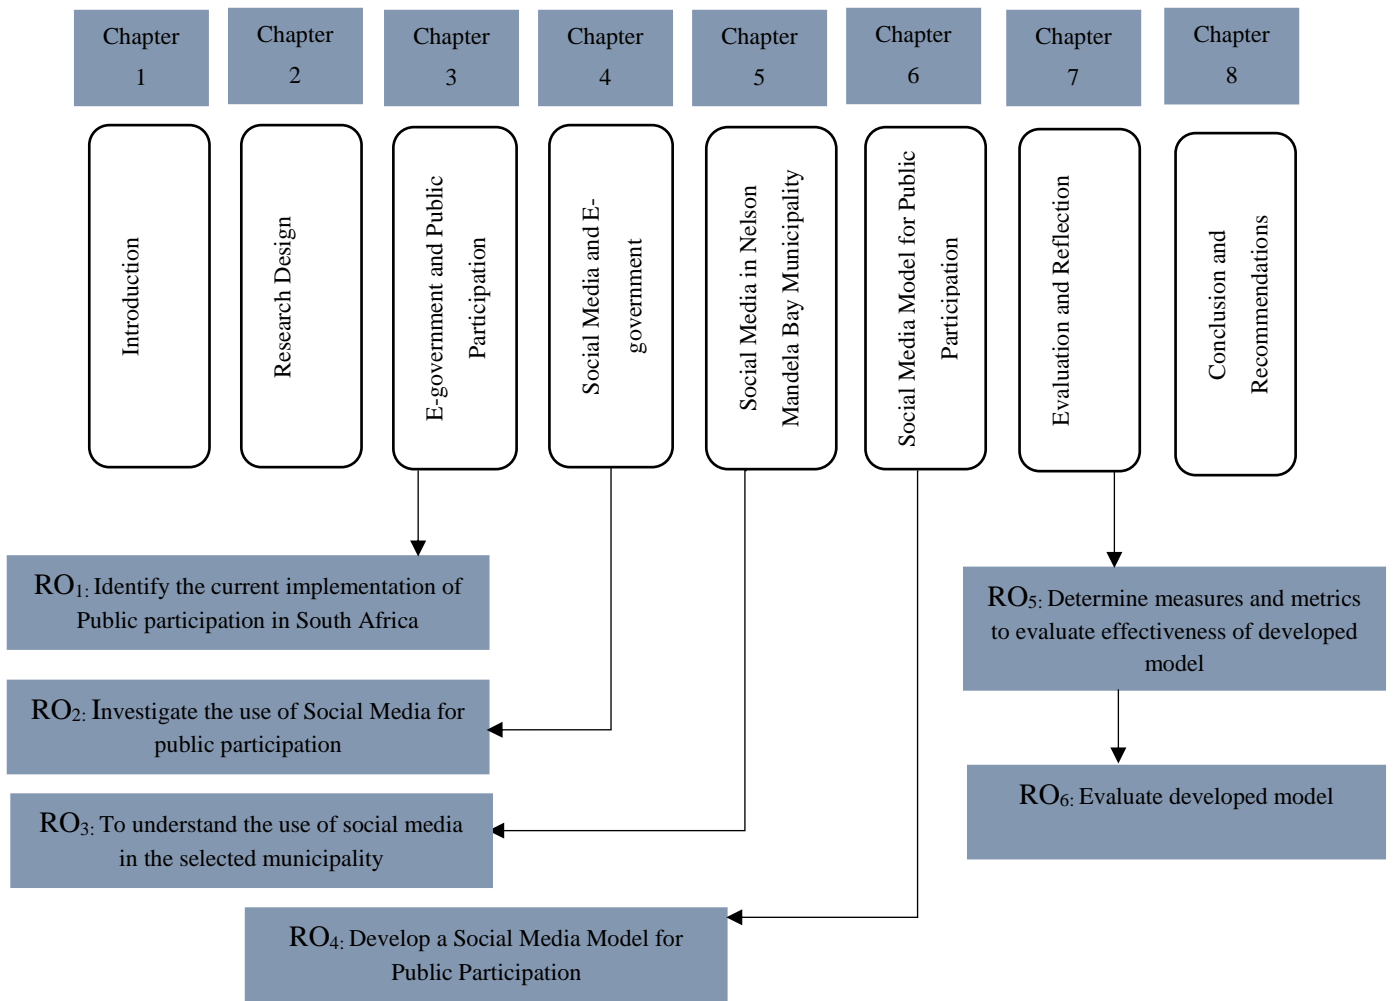 Chapter
1
Chapter
2
Chapter
3
Chapter
4
Chapter
5
Chapter
6
Chapter
7
Chapter
8
Introduction
Research Design
E-government and Public
Participation
Social Media and E-
government
Social Media in Nelson
Mandela Bay Municipality
Social Media Model for Public
Participation
Evaluation and Reflection
Conclusion and
Recommendations
RO1: Identify the current implementation of
Public participation in South Africa
RO2: Investigate the use of Social Media for
public participation
RO3: To understand the use of social media
in the selected municipality
RO4: Develop a Social Media Model for
Public Participation
RO5: Determine measures and metrics
to evaluate effectiveness of developed
model
RO6: Evaluate developed model